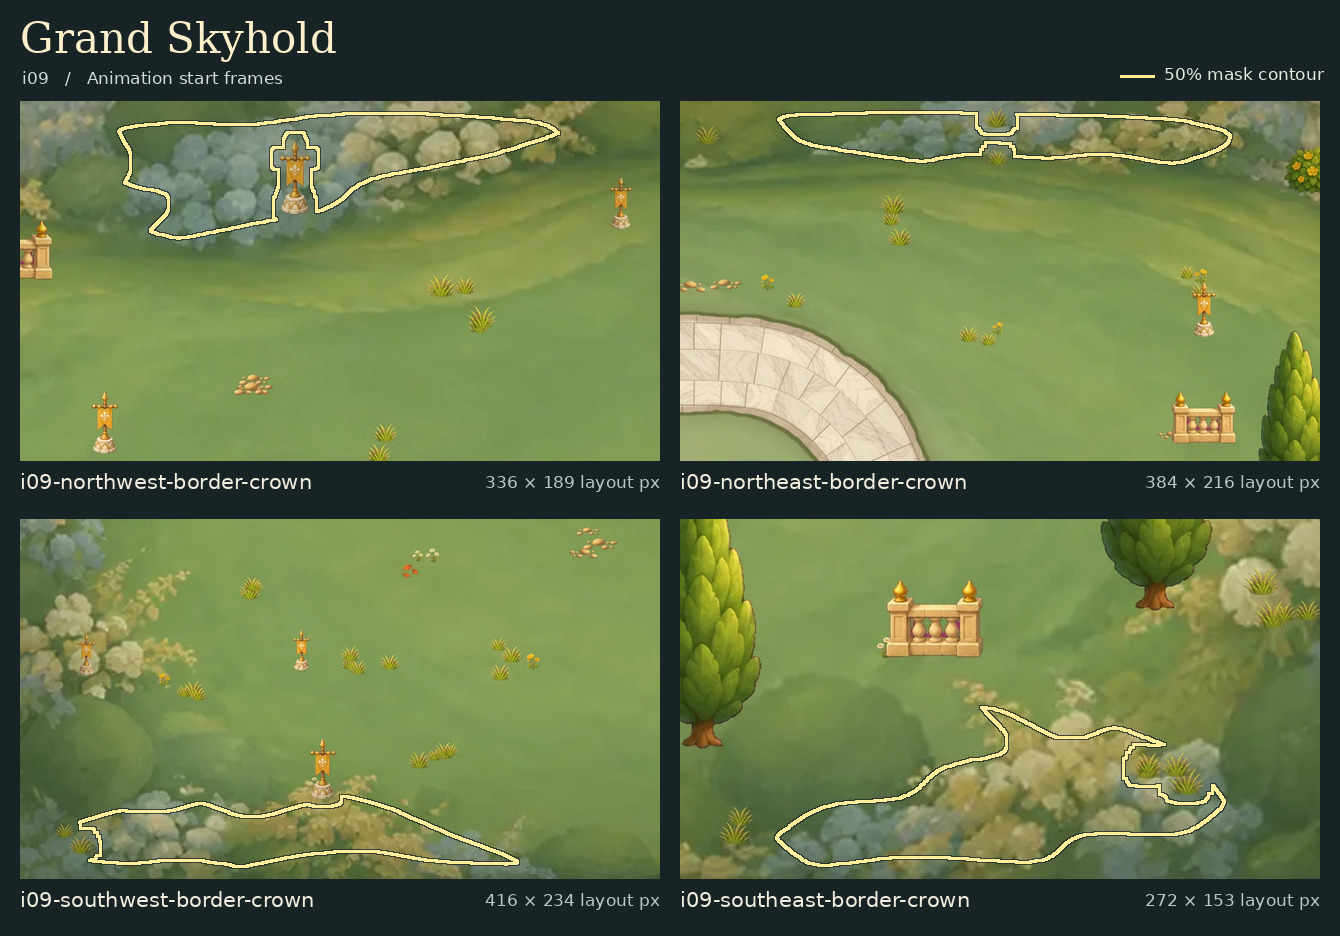 Grand Skyhold
i09 / Animation start frames
50% mask contour
i09-northwest-border-crown
336 × 189 layout px
i09-northeast-border-crown
384 × 216 layout px
i09-southwest-border-crown
416 × 234 layout px
i09-southeast-border-crown
272 × 153 layout px